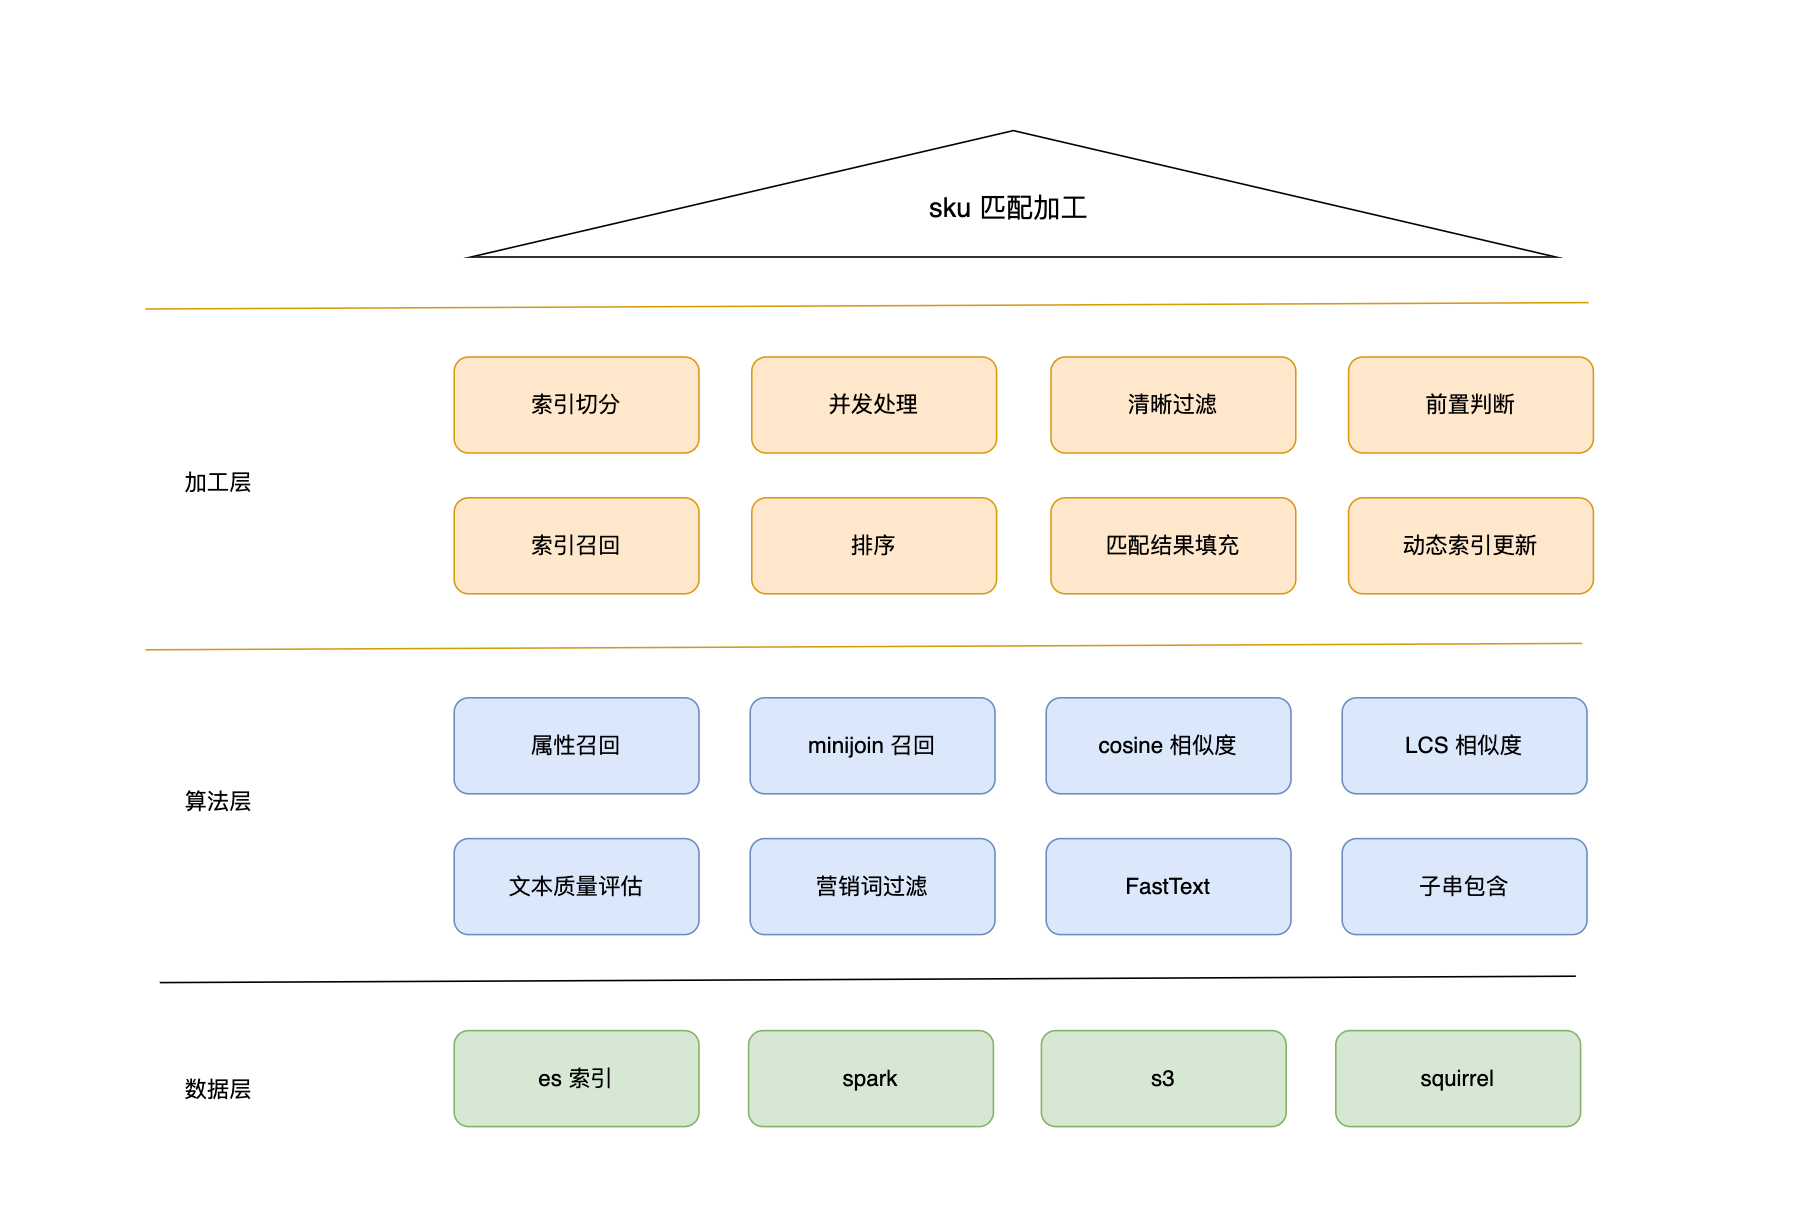 sku 匹配加工
索引切分
并发处理
清晰过滤
前置判断
加工层
索引召回
排序
匹配结果填充
动态索引更新
属性召回
minijoin 召回
cosine 相似度
LCS 相似度
算法层
文本质量评估
营销词过滤
FastText
子串包含
es 索引
spark
s3
squirrel
数据层